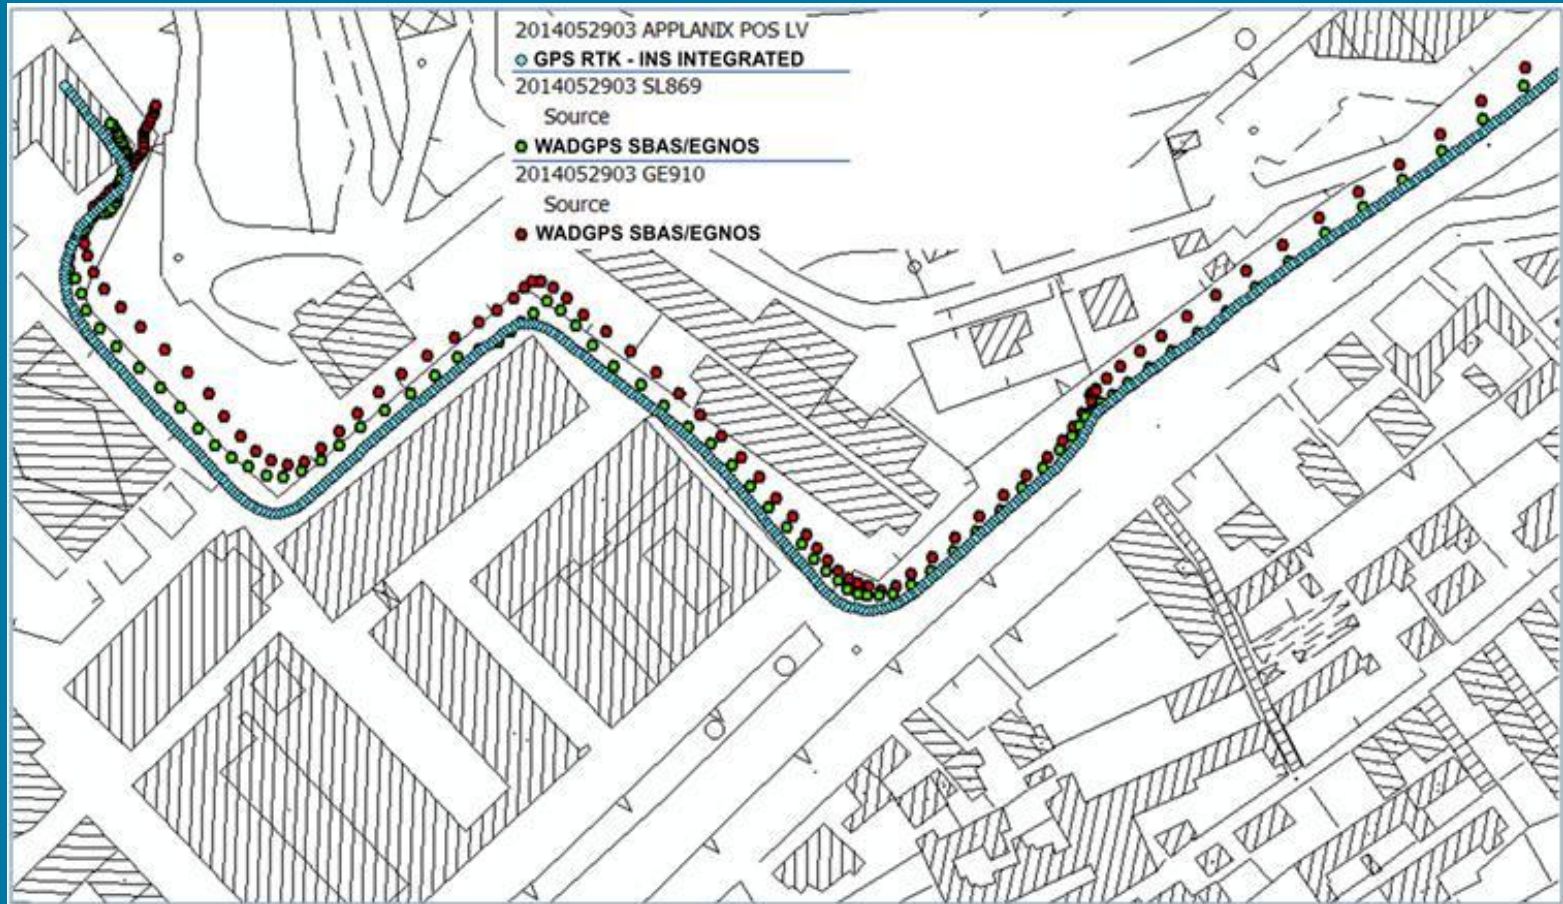 2014052903 APPLANIX POS LV
GPS RTK - INS INTEGRATED
2014052903 SL869
Source
WADGPS SBAS/EGNOS
2014052903 GE910
Source
WADGPS SBAS/EGNOS